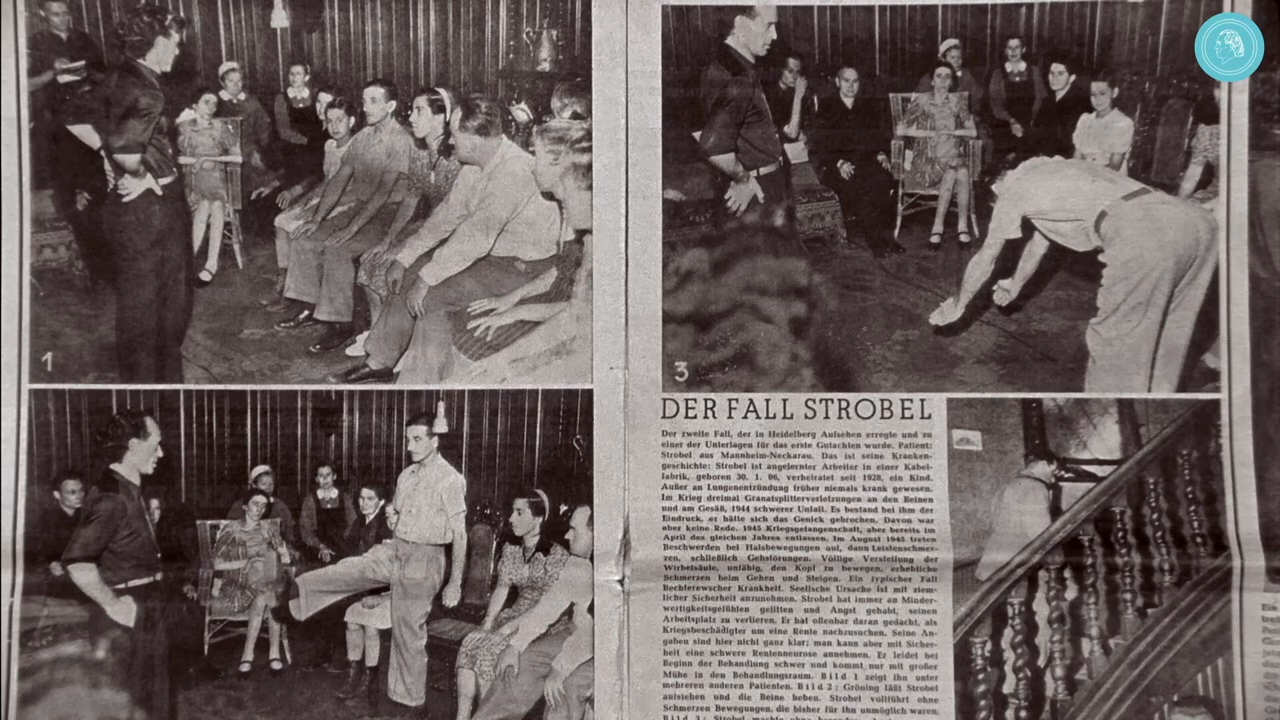 1
3
DER FALL STROBEL
Der zweite Fall, der in Heidelberg Aufsehen erregte und zu
einer der Unterlagen für das erste Gutachten wurde. Patient:
Strobel aus Mannheim-Neckarau. Das ist seine Kranken-
geschichte: Strobel ist angelernter Arbeiter in einer Kabel-
fabrik, geboren 30. 1. 06, verheiratet seit 1928, ein Kind.
Außer an Lungenentzündung früher niemals krank gewesen.
Im Krieg dreimal Granatsplitterverletzungen an den Beinen
und am Gesäß, 1944 schwerer Unfall. Es bestand bei ihm der
Eindruck, er hätte sich das Genick gebrochen. Davon war
aber keine Rede. 1945 Kriegsgefangenschaft, aber bereits im
April des gleichen Jahres entlassen. Im August 1945 treten
Beschwerden bei Halsbewegungen auf, dann Leistenschmer-
zen, schließlich Gehstörungen. Völlige Versteifung der
Wirbelsäule, unfähig, den Kopf zu bewegen, erhebliche
Schmerzen beim Gehen und Steigen. Ein typischer Fall
Bechterewscher Krankheit. Seelische Ursache ist mit ziem-
licher Sicherheit anzunehmen. Strobel hat immer an Minder-
wertigkeitsgefühlen gelitten und Angst gehabt, seinen
Arbeitsplatz zu verlieren. Er hat offenbar daran gedacht, als
Kriegsbeschädigter um eine Rente nachzusuchen. Seine An-
gaben sind hier nicht ganz klar; man kann aber mit Sicher-
heit eine schwere Rentenneurose annehmen. Er leidet bei
Beginn der Behandlung schwer und kommt nur mit großer
Mühe in den Behandlungsraum. Bild 1 zeigt ihn unter
mehreren anderen Patienten. Bild 2: Gröning läßt Strobel
aufstehen und die Beine heben. Strobel vollführt ohne
Schmerzen Bewegungen, die bisher für ihn unmöglich waren.
Bild 3: Strobel machte ohne